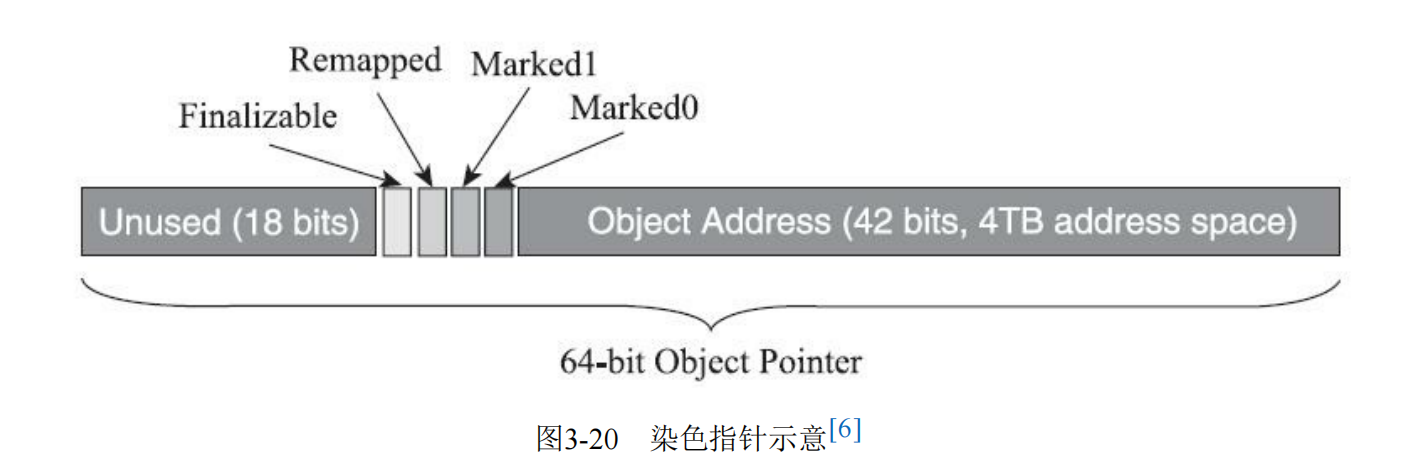 Remapped
Marked1
Finalizable
Marked0
Unused (18 bits)
Object Address (42 bits, 4TB address space)
64-bit Object Pointer
图3-20 染色指针示意[6]